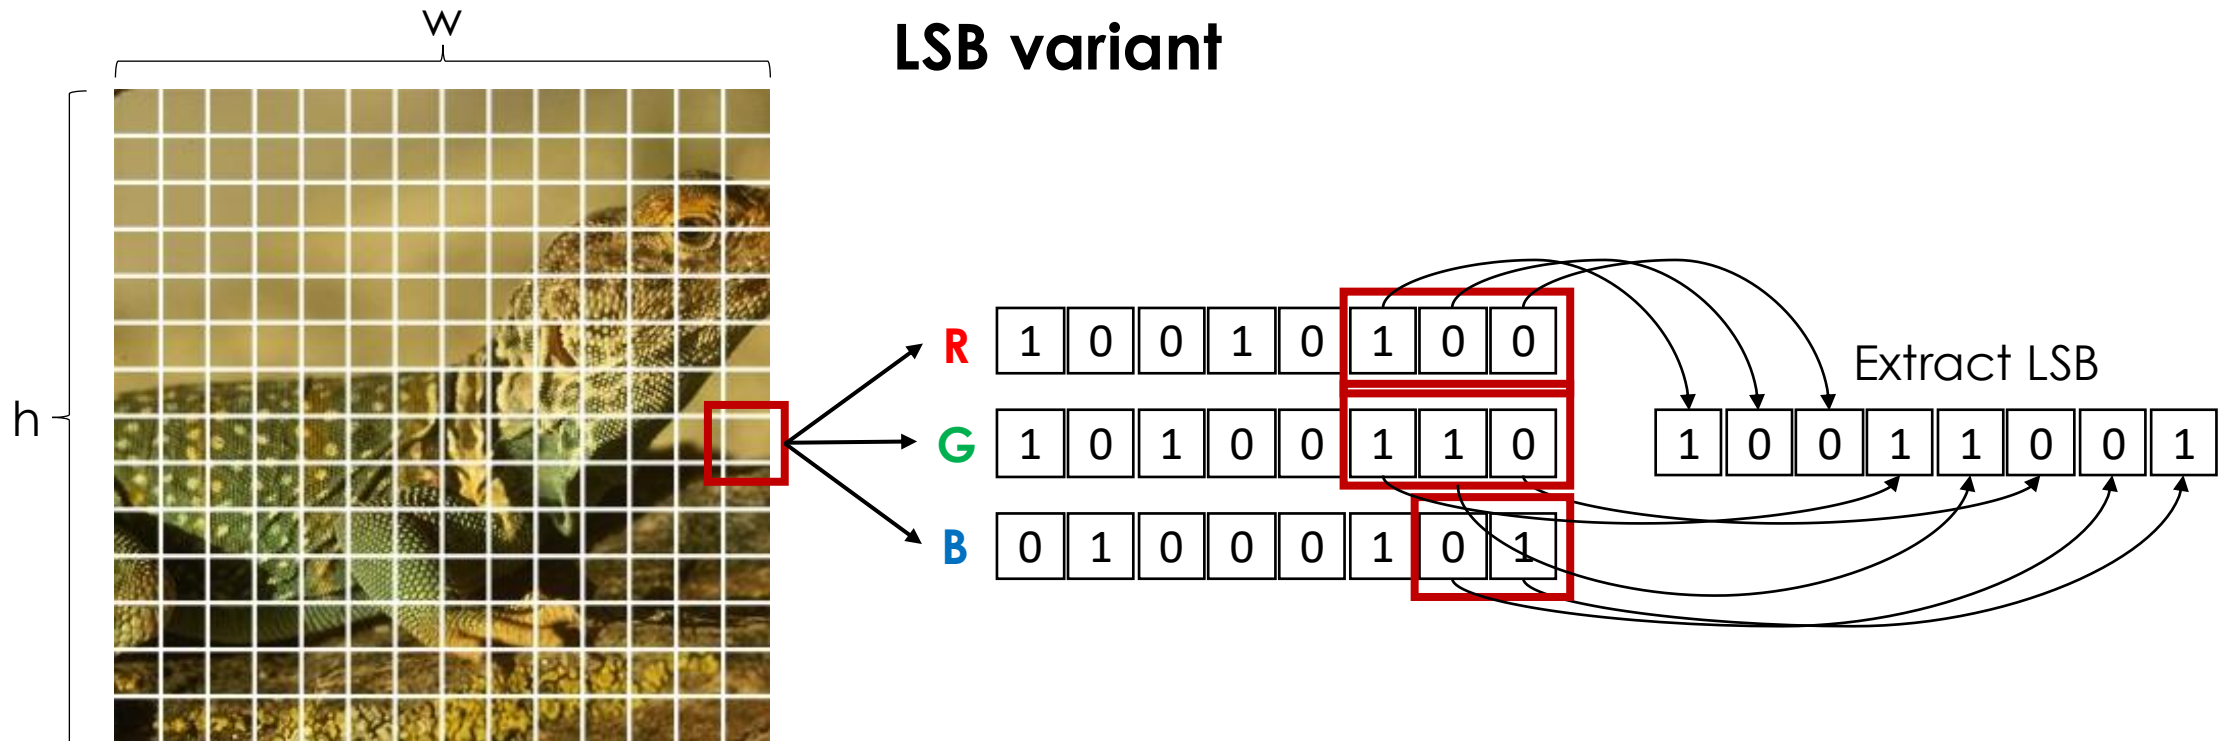 w
LSB variant
h
R 1 0 0 1 0 1 0 0
Extract LSB
G 1 0 1 0 0 1 1 0
1 0 0 1 1 0 0 1
B 0 1 0 0 0 1 0 1